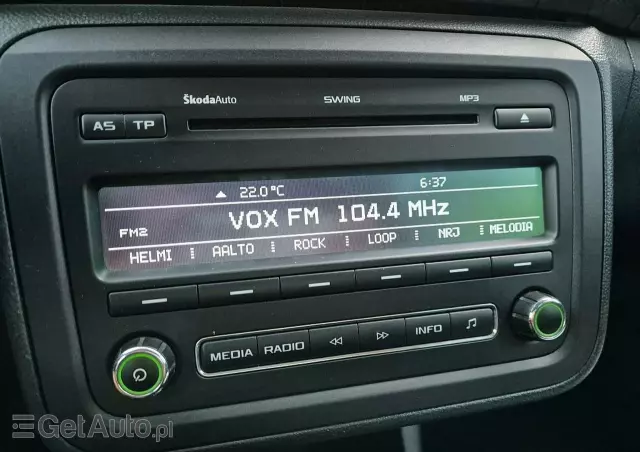 ŠkodaAuto SWING MP3
AS TP
22.0°C 6:37
VOX FM 104.4 MHz
FM2
HELMI AALTO ROCK LOOP NRJ MELODIA
MEDIA RADIO INFO
GetAuto.pl